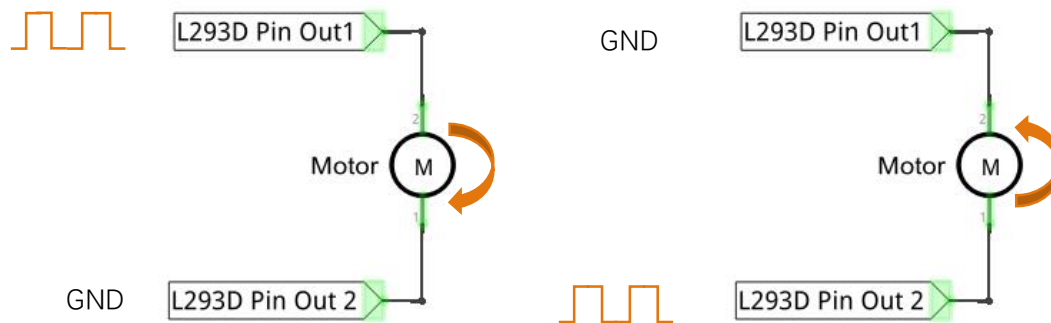 L293D Pin Out1
2
Motor
M
1
GND
L293D Pin Out 2
GND
L293D Pin Out1
2
Motor
M
1
L293D Pin Out 2